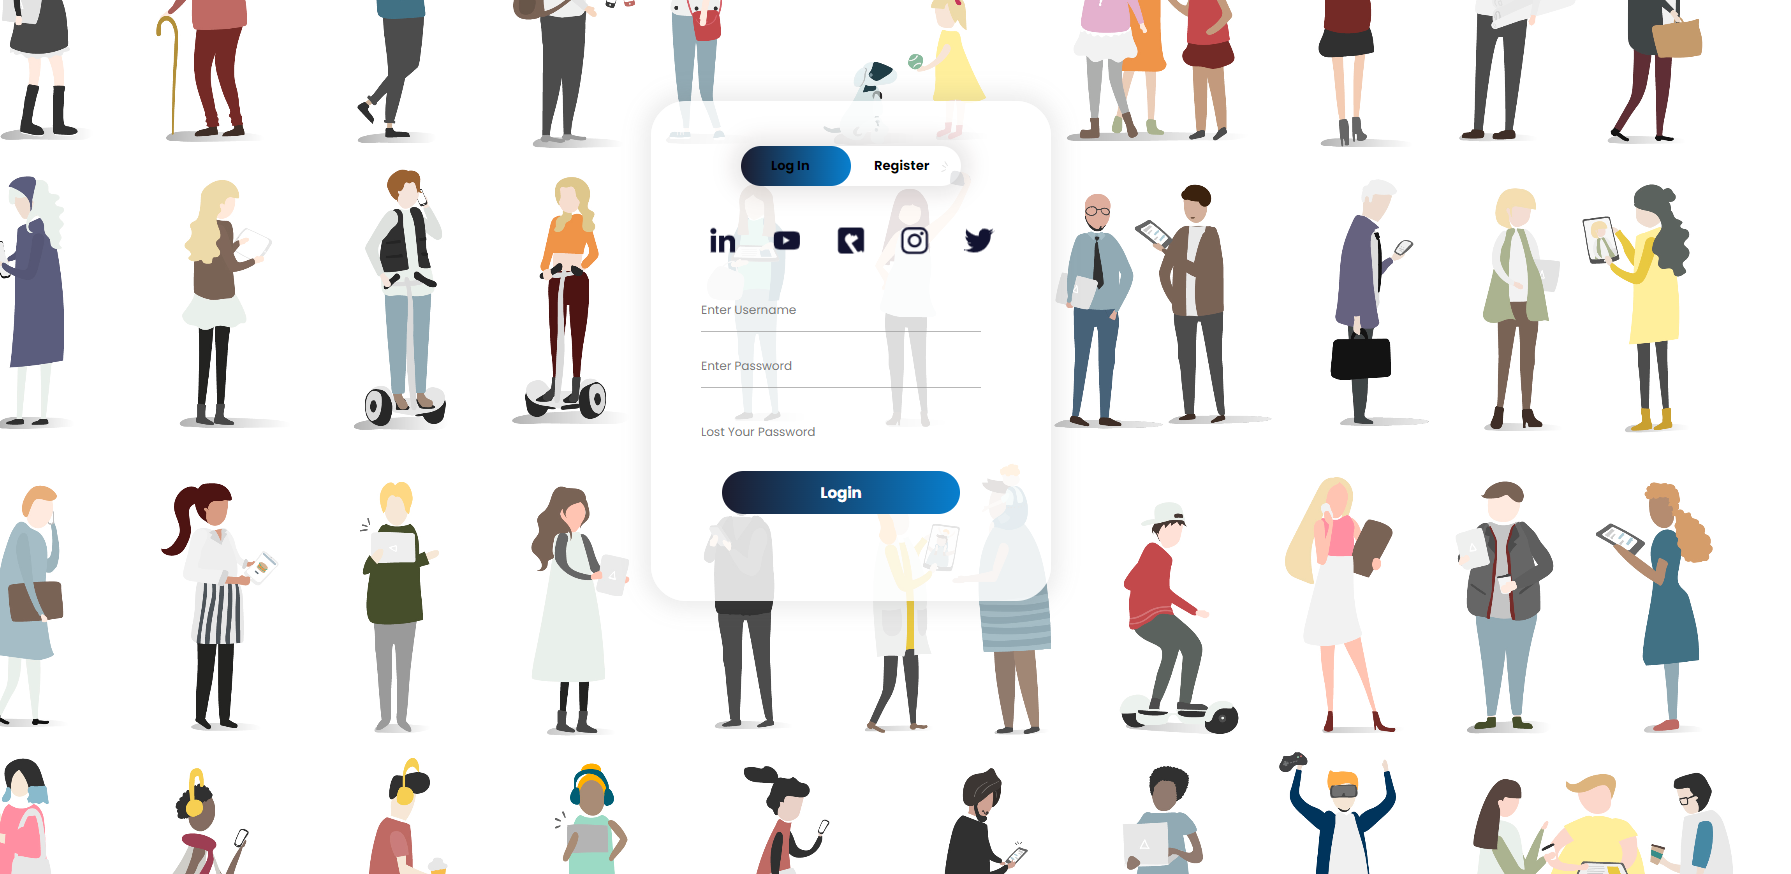 Log In Register
in
Enter Username
Enter Password
Lost Your Password
Login